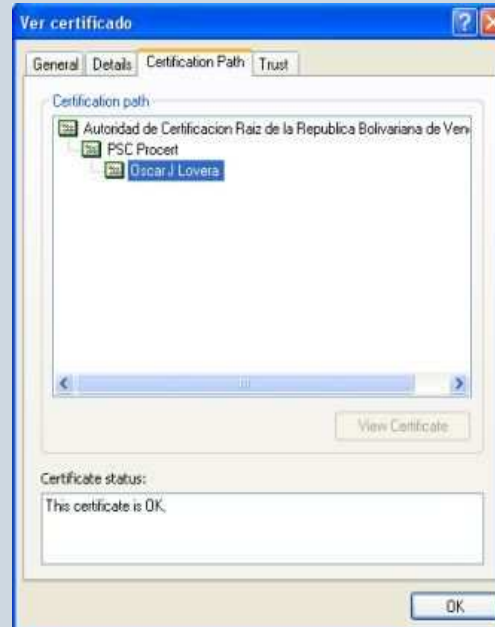 Ver certificado
General Details Certification Path Trust
Certification path
Autoridad de Certificacion Raiz de la Republica Bolivariana de Ven
PSC Procert
Oscar J Lovera
View Certificate
Certificate status:
This certificate is OK.
OK